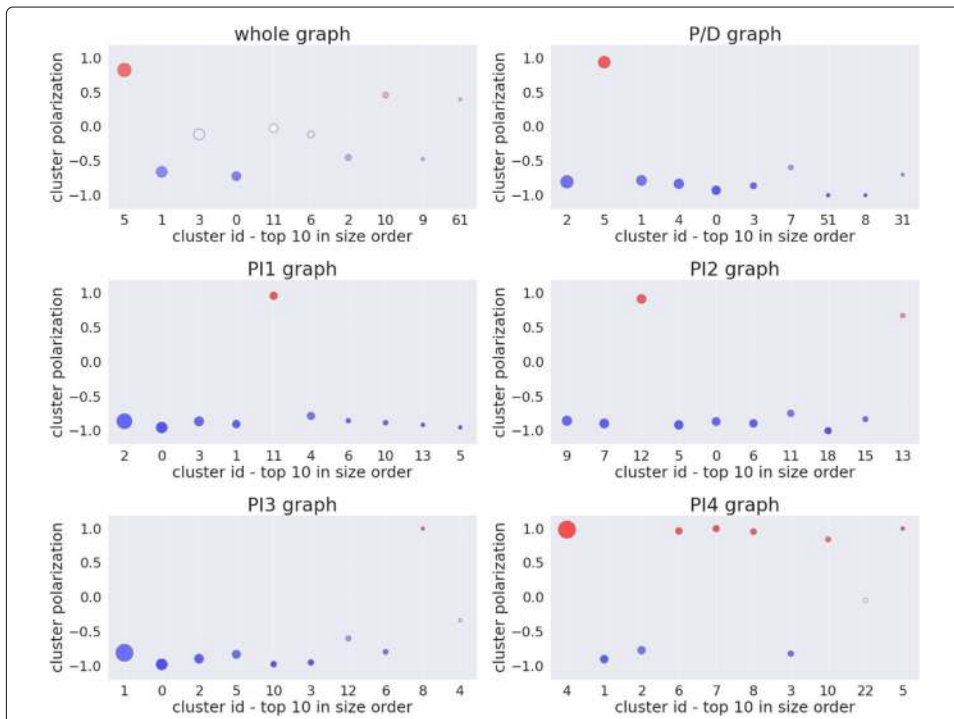 whole graph
cluster polarization
1.0
0.5
0.0
−0.5
−1.0
5 1 3 0 11 6 2 10 9 61
cluster id - top 10 in size order
P/D graph
cluster polarization
1.0
0.5
0.0
−0.5
−1.0
2 5 1 4 0 3 7 51 8 31
cluster id - top 10 in size order
PI1 graph
cluster polarization
1.0
0.5
0.0
−0.5
−1.0
2 0 3 1 11 4 6 10 13 5
cluster id - top 10 in size order
PI2 graph
cluster polarization
1.0
0.5
0.0
−0.5
−1.0
9 7 12 5 0 6 11 18 15 13
cluster id - top 10 in size order
PI3 graph
cluster polarization
1.0
0.5
0.0
−0.5
−1.0
1 0 2 5 10 3 12 6 8 4
cluster id - top 10 in size order
PI4 graph
cluster polarization
1.0
0.5
0.0
−0.5
−1.0
4 1 2 6 7 8 3 10 22 5
cluster id - top 10 in size order